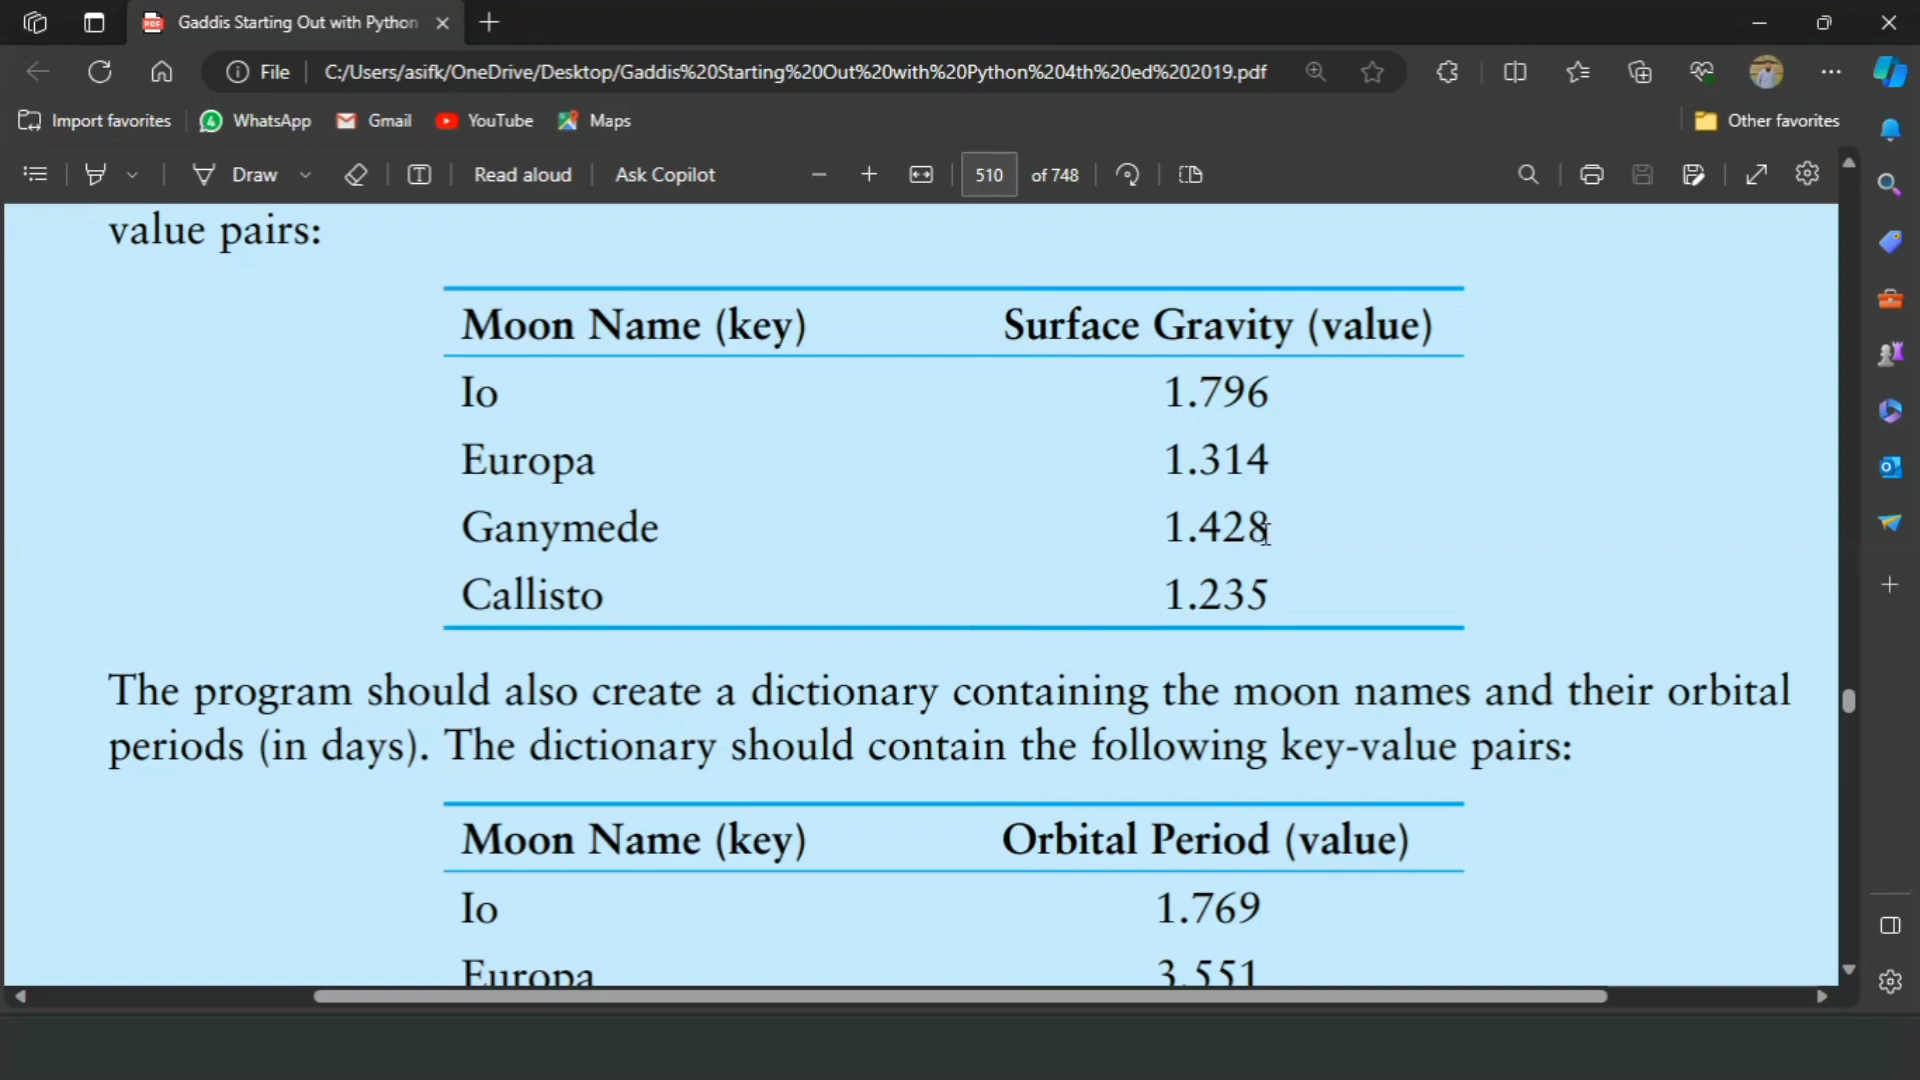 Gaddis Starting Out with Python
File C:/Users/asifk/OneDrive/Desktop/Gaddis%20Starting%20Out%20with%20Python%204th%20ed%202019.pdf
Import favorites WhatsApp Gmail YouTube Maps Other favorites
Draw Read aloud Ask Copilot 510 of 748
value pairs:
Moon Name (key) Surface Gravity (value)
Io 1.796
Europa 1.314
Ganymede 1.428
Callisto 1.235
The program should also create a dictionary containing the moon names and their orbital
periods (in days). The dictionary should contain the following key-value pairs:
Moon Name (key) Orbital Period (value)
Io 1.769
Europa 3.551